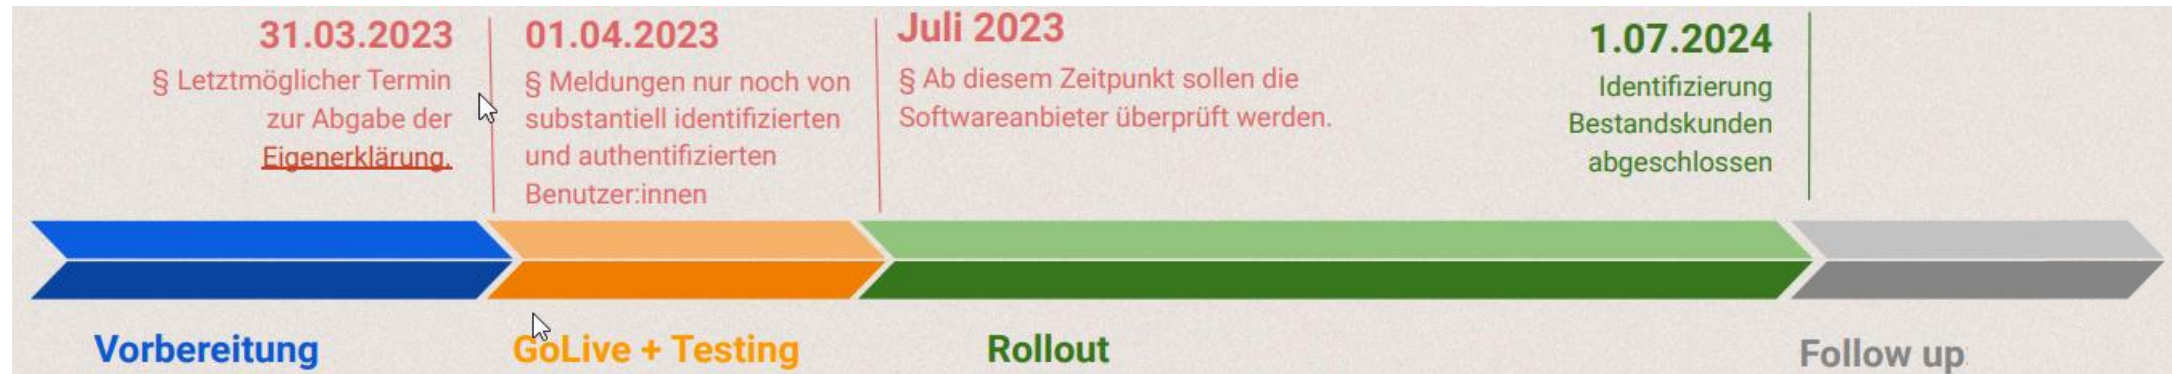 31.03.2023
§ Letztmöglicher Termin
zur Abgabe der
Eigenerklärung.
01.04.2023
§ Meldungen nur noch von
substantiell identifizierten
und authentifizierten
Benutzer:innen
Juli 2023
§ Ab diesem Zeitpunkt sollen die
Softwareanbieter überprüft werden.
1.07.2024
Identifizierung
Bestandskunden
abgeschlossen
Vorbereitung
GoLive + Testing
Rollout
Follow up